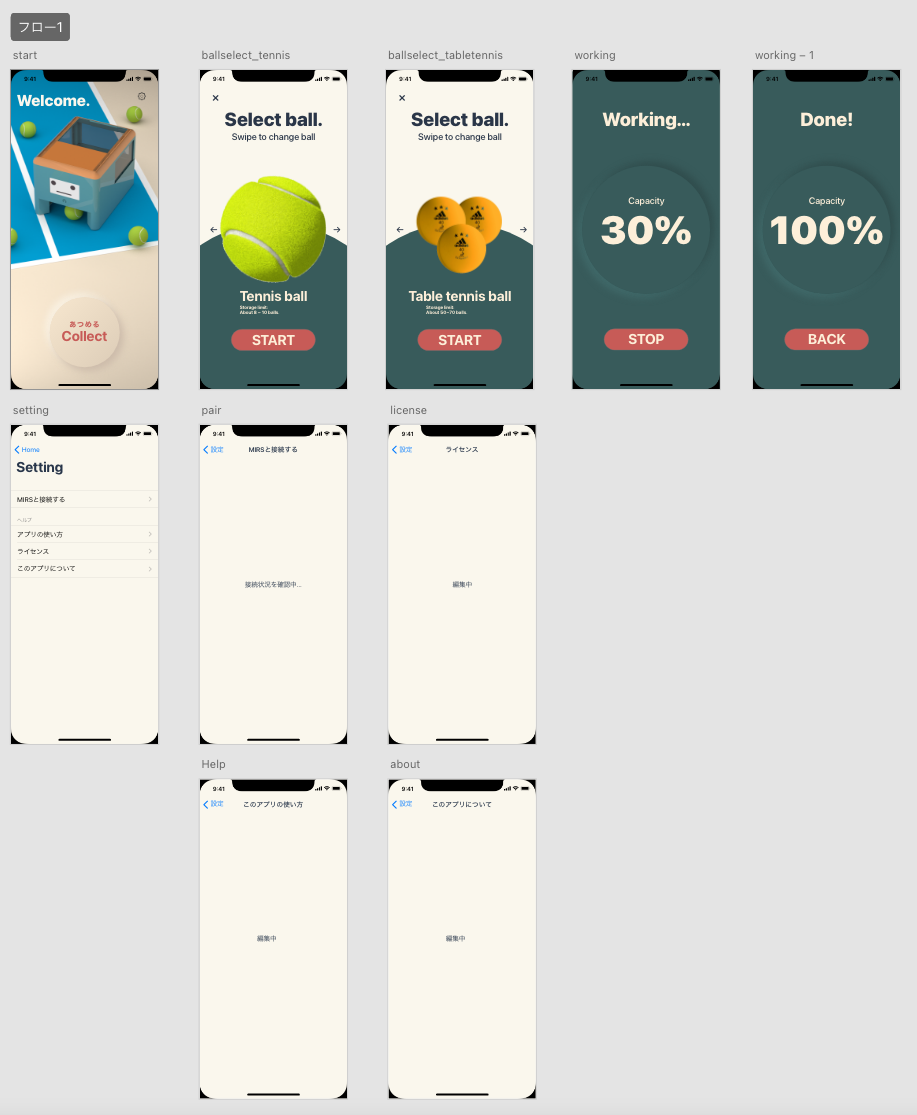 フロー1
start
ballselect_tennis
ballselect_tabletennis
working
working – 1
9:41
Welcome.
あつめる
Collect
9:41
Select ball.
Swipe to change ball
Tennis ball
Storage limit:
About 8 – 10 balls
START
9:41
Select ball.
Swipe to change ball
adidas
adidas
adidas
Table tennis ball
Storage limit:
About 50–70 balls
START
9:41
Working...
Capacity
30%
STOP
9:41
Done!
Capacity
100%
BACK
setting
pair
license
9:41
Home
Setting
MIRSと接続する
ヘルプ
アプリの使い方
ライセンス
このアプリについて
9:41
設定
MIRSと接続する
接続状況を確認中...
9:41
設定
ライセンス
編集中
Help
about
9:41
設定
このアプリの使い方
編集中
9:41
設定
このアプリについて
編集中